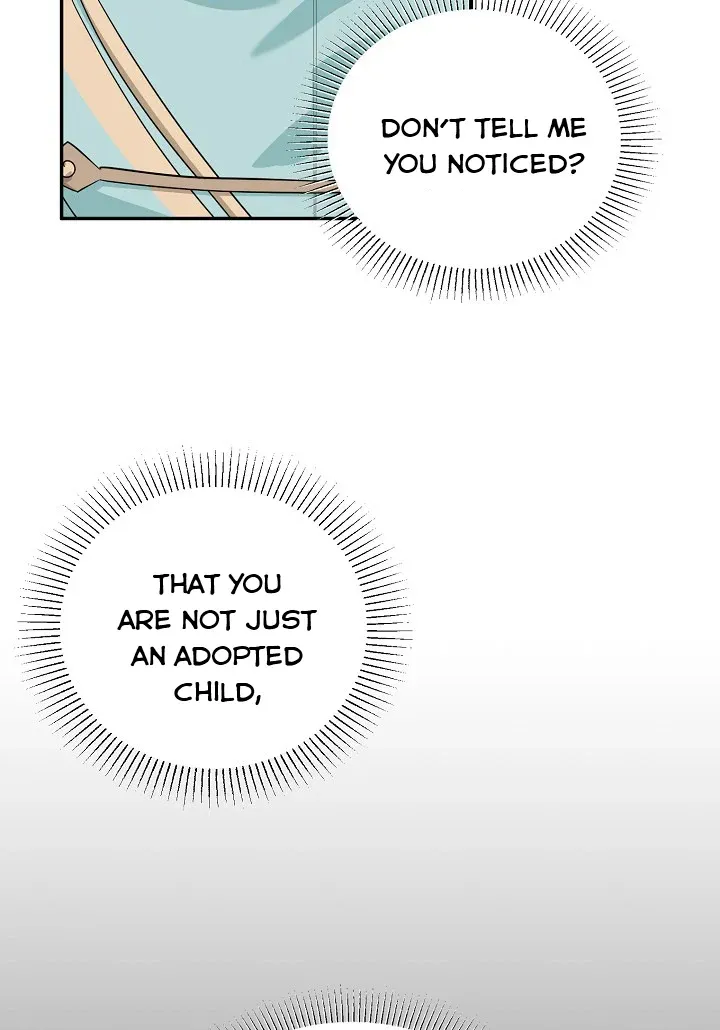 DON'T TELL ME
YOU NOTICED?
THAT YOU
ARE NOT JUST
AN ADOPTED
CHILD,